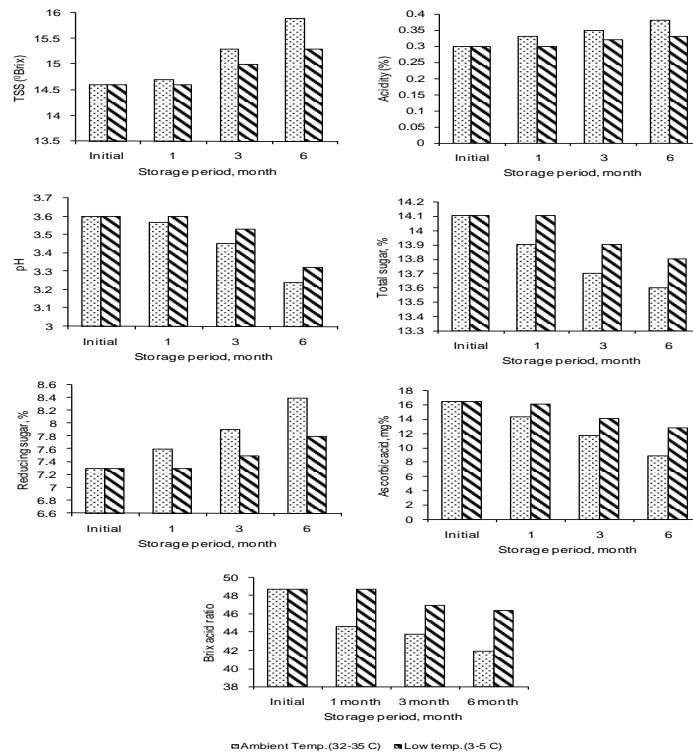 16
15.5
15
14.5
14
13.5
TSS (⁰Brix)
Initial 1 3 6
Storage period, month
0.4
0.35
0.3
0.25
0.2
0.15
0.1
0.05
0
Acidity (%)
Initial 1 3 6
Storage period, month
3.7
3.6
3.5
3.4
3.3
3.2
3.1
3
pH
Initial 1 3 6
Storage period, month
14.2
14.1
14
13.9
13.8
13.7
13.6
13.5
13.4
13.3
Total sugar, %
Initial 1 3 6
Storage period, month
8.6
8.4
8.2
8
7.8
7.6
7.4
7.2
7
6.8
6.6
Reducing sugar, %
Initial 1 3 6
Storage period, month
18
16
14
12
10
8
6
4
2
0
Ascorbic acid, mg%
Initial 1 3 6
Storage period, month
50
48
46
44
42
40
38
Brix acid ratio
Initial 1 month 3 month 6 month
Storage period, month
Ambient Temp.(32-35 C) Low temp.(3-5 C)